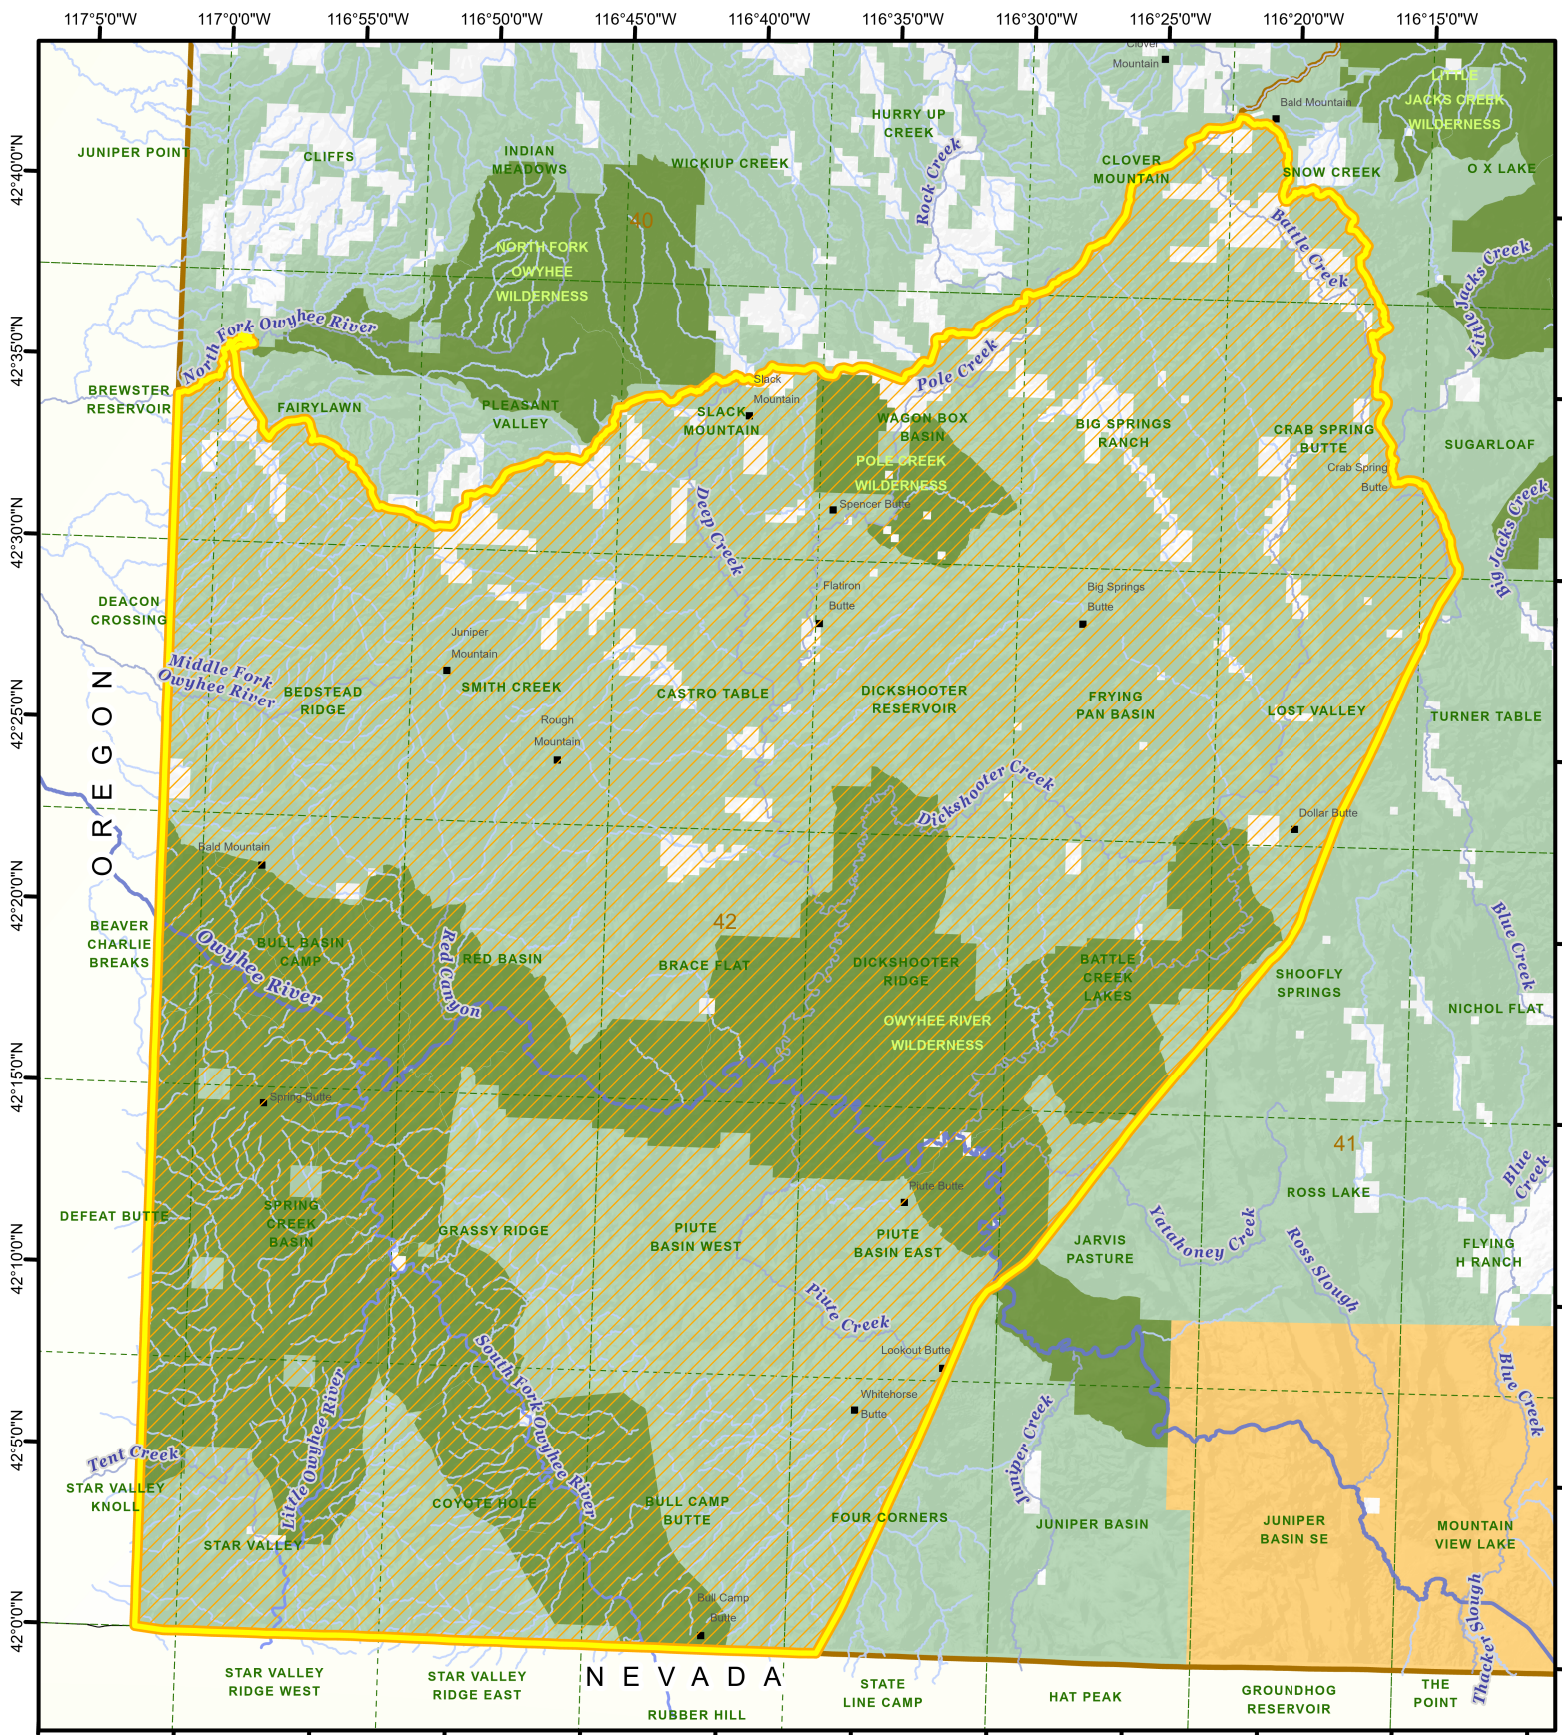 117°5'0"W 117°0'0"W 116°55'0"W 116°50'0"W 116°45'0"W 116°40'0"W 116°35'0"W 116°30'0"W 116°25'0"W 116°20'0"W 116°15'0"W
Clover
Mountain
LITTLE
JACKS CREEK
WILDERNESS
Bald Mountain
HURRY UP
CREEK
JUNIPER POINT
CLIFFS
INDIAN
MEADOWS
WICKIUP CREEK
Rock Creek
CLOVER
MOUNTAIN
SNOW CREEK
O X LAKE
42°40'0"N
40
NORTH FORK
OWYHEE
WILDERNESS
Battle Creek
Little Jacks Creek
North Fork Owyhee River
42°35'0"N
Pole Creek
BREWSTER
RESERVOIR
FAIRYLAWN
PLEASANT
VALLEY
Slack
Mountain
SLACK
MOUNTAIN
WAGON BOX
BASIN
BIG SPRINGS
RANCH
CRAB SPRING
BUTTE
SUGARLOAF
POLE CREEK
WILDERNESS
Crab Spring
Butte
Spencer Butte
Deep Creek
Big Jacks Creek
42°30'0"N
DEACON
CROSSING
Flatiron
Butte
Big Springs
Butte
Juniper
Mountain
Middle Fork
Owyhee River
BEDSTEAD
RIDGE
SMITH CREEK
CASTRO TABLE
DICKSHOOTER
RESERVOIR
FRYING
PAN BASIN
LOST VALLEY
TURNER TABLE
42°25'0"N
Rough
Mountain
OREGON
Dickshooter Creek
Dollar Butte
Bald Mountain
42°20'0"N
42
BEAVER
CHARLIE
BREAKS
Owyhee River
BULL BASIN
CAMP
Red Canyon
RED BASIN
BRACE FLAT
DICKSHOOTER
RIDGE
BATTLE
CREEK
LAKES
SHOOFLY
SPRINGS
Blue Creek
NICHOL FLAT
OWYHEE RIVER
WILDERNESS
42°15'0"N
Spring Butte
41
Piute Butte
ROSS LAKE
Blue Creek
DEFEAT BUTTE
SPRING
CREEK
BASIN
GRASSY RIDGE
PIUTE
BASIN WEST
PIUTE
BASIN EAST
JARVIS
PASTURE
Yatahoney Creek
Ross Slough
FLYING
H RANCH
42°10'0"N
Piute Creek
Lookout Butte
Whitehorse
Butte
South Fork Owyhee River
Little Owyhee River
Juniper Creek
Blue Creek
42°5'0"N
Tent Creek
STAR VALLEY
KNOLL
STAR VALLEY
COYOTE HOLE
BULL CAMP
BUTTE
FOUR CORNERS
JUNIPER BASIN
JUNIPER
BASIN SE
MOUNTAIN
VIEW LAKE
Bull Camp
Butte
Thacker Slough
42°0'0"N
NEVADA
STAR VALLEY
RIDGE WEST
STAR VALLEY
RIDGE EAST
RUBBER HILL
STATE
LINE CAMP
HAT PEAK
GROUNDHOG
RESERVOIR
THE
POINT